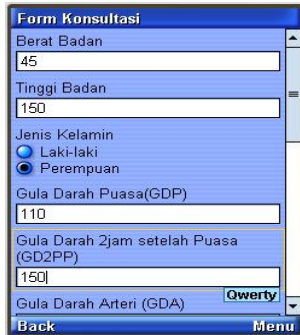 Form Konsultasi
Berat Badan
45
Tinggi Badan
150
Jenis Kelamin
Laki-laki
Perempuan
Gula Darah Puasa(GDP)
110
Gula Darah 2jam setelah Puasa
(GD2PP)
150
Qwerty
Gula Darah Arteri (GDA)
Back Menu